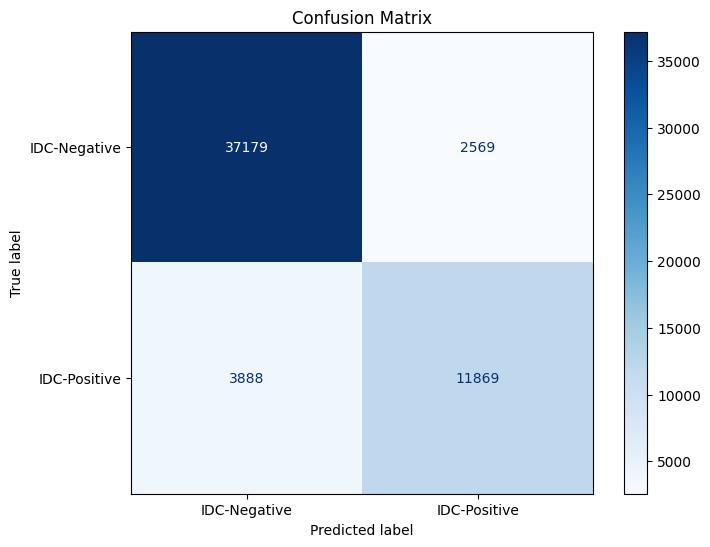 Confusion Matrix
True label
IDC-Negative
37179
2569
IDC-Positive
3888
11869
IDC-Negative
IDC-Positive
Predicted label
35000
30000
25000
20000
15000
10000
5000